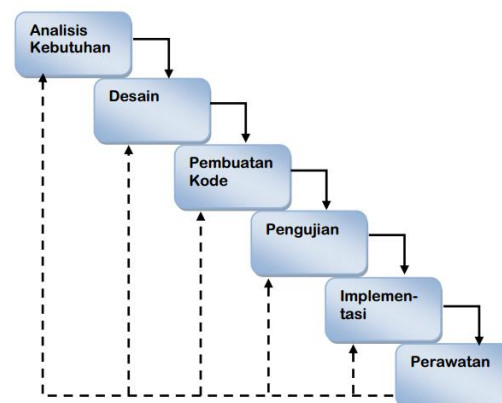 Analisis
Kebutuhan
Desain
Pembuatan
Kode
Pengujian
Implemen-
tasi
Perawatan